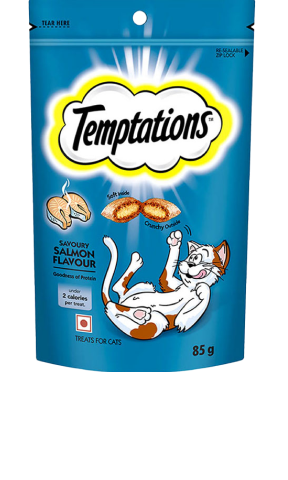 TEAR HERE
RE-SEALABLE
ZIP LOCK
Temptations™
Soft Inside
Crunchy Outside
SAVOURY
SALMON
FLAVOUR
Goodness of Protein
under
2 calories
per treat.
TREATS FOR CATS
85 g